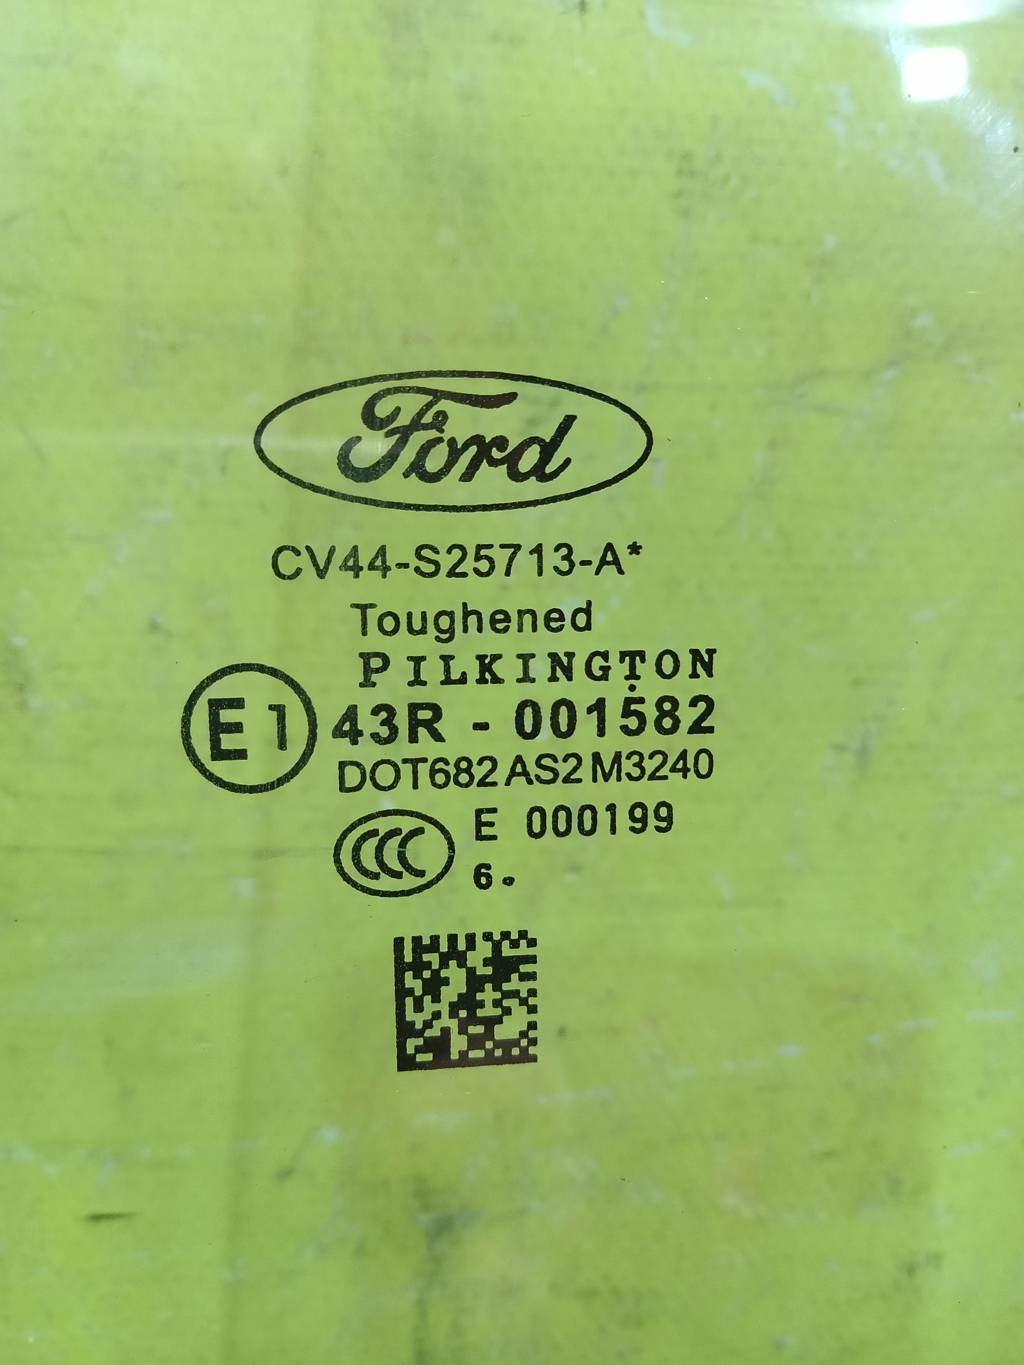 Ford
CV44-S25713-A*
Toughened
PILKINGTON
E1 43R - 001582
DOT682 AS2 M3240
CCC E 000199
6.